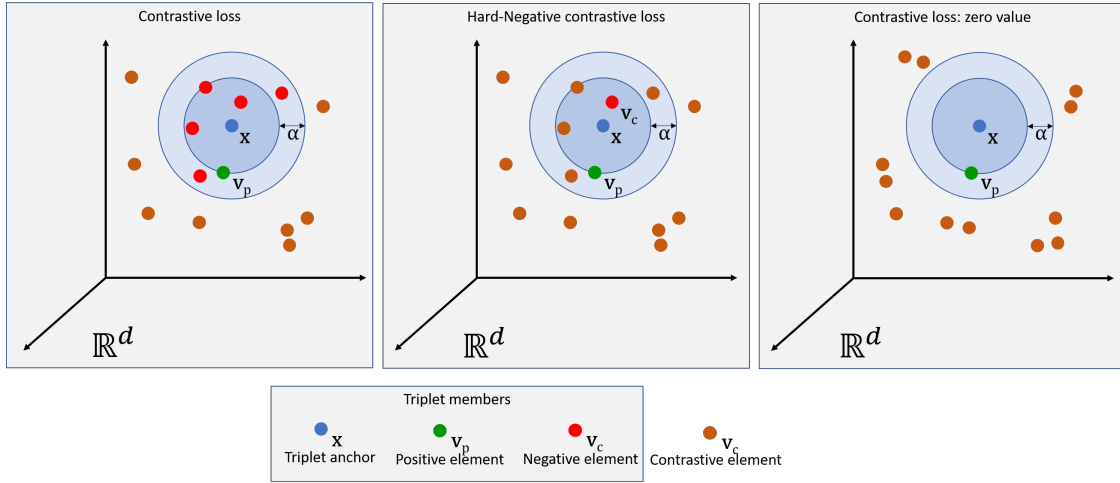 Contrastive loss
α
x
v_p
ℝ^d
Hard-Negative contrastive loss
v_c
α
x
v_p
ℝ^d
Contrastive loss: zero value
α
x
v_p
ℝ^d
Triplet members
x
Triplet anchor
v_p
Positive element
v_c
Negative element
v_c
Contrastive element